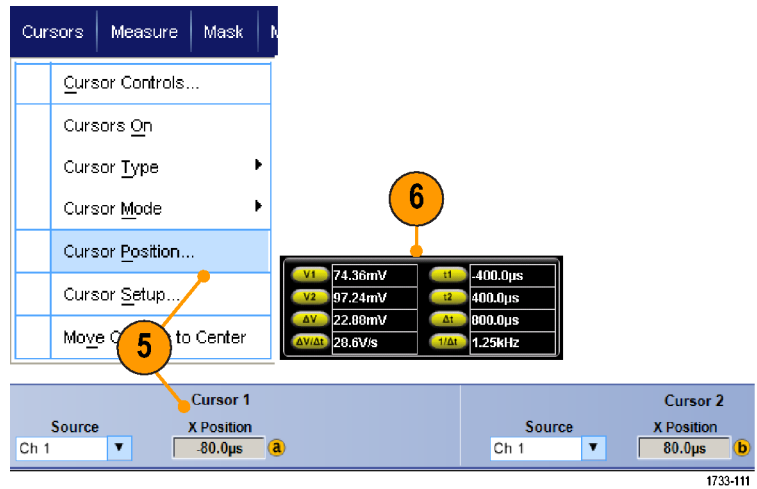 Cursors Measure Mask
Cursor Controls...
Cursors On
Cursor Type
Cursor Mode
6
Cursor Position...
V1 74.36mV t1 -400.0µs
Cursor Setup...
V2 97.24mV t2 400.0µs
ΔV 22.88mV Δt 800.0µs
Move to Center
5
ΔV/Δt 28.6V/s 1/Δt 1.25kHz
Cursor 1 Cursor 2
Source X Position Source X Position
Ch 1 -80.0µs a Ch 1 80.0µs b
1733-111